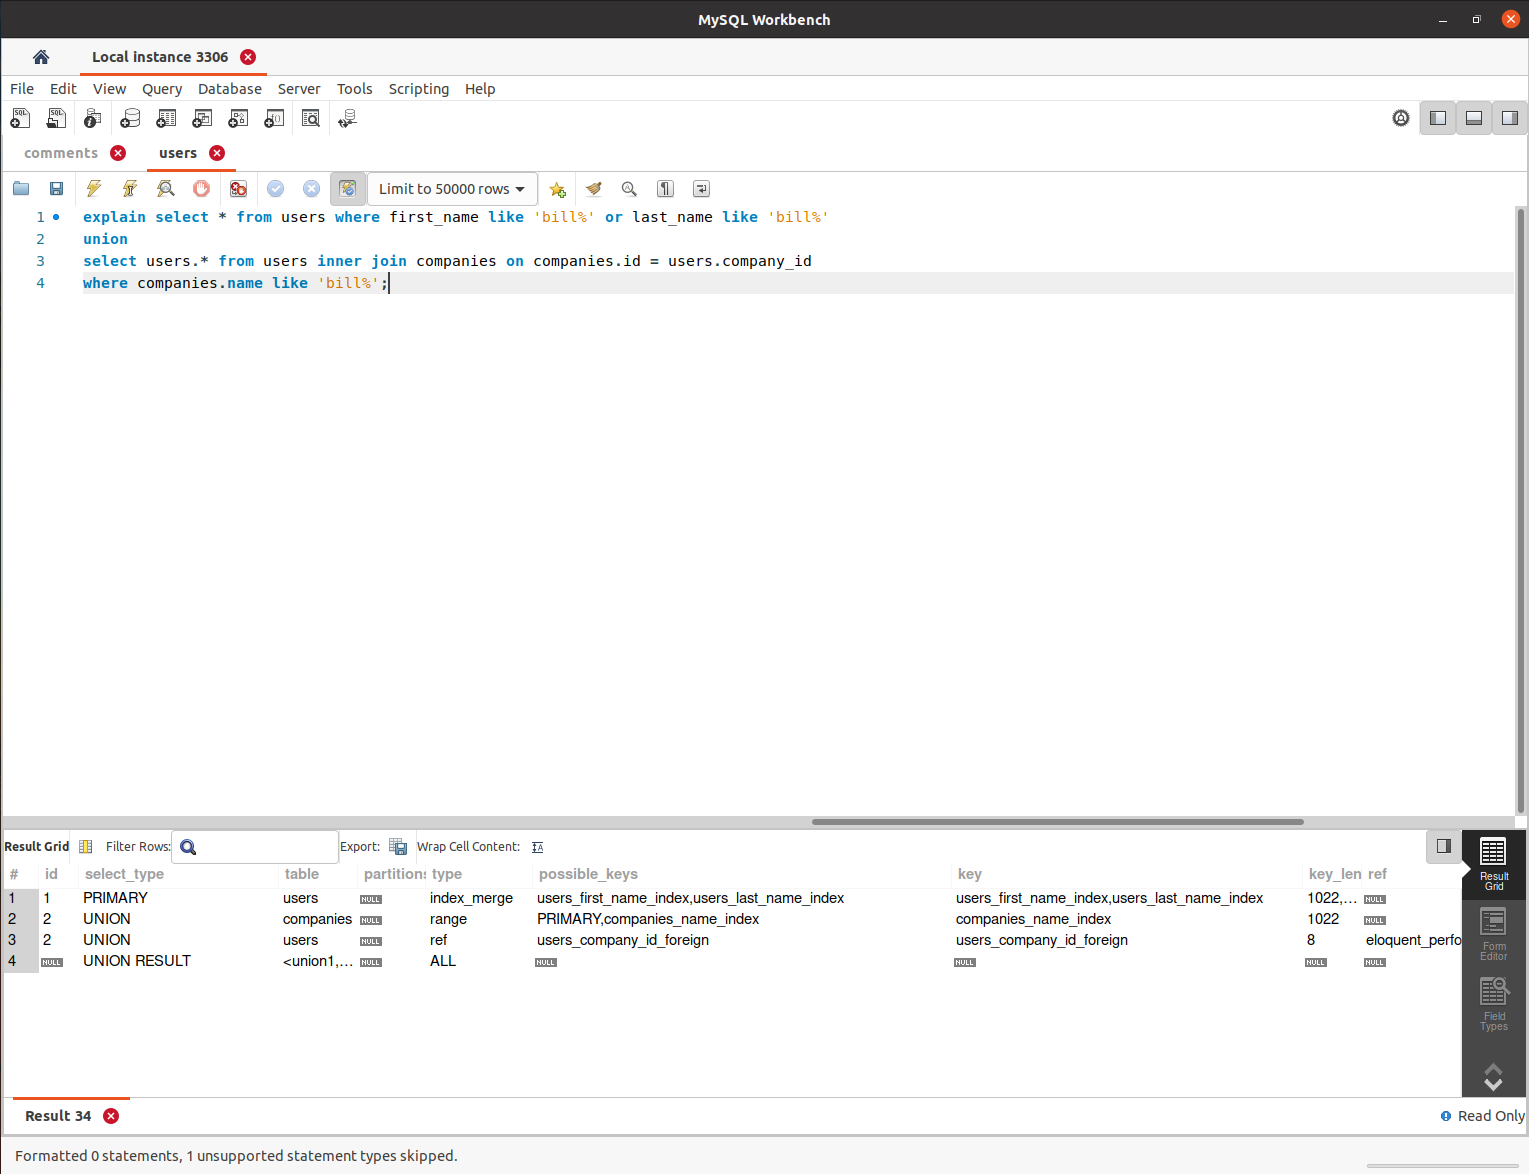 MySQL Workbench
Local instance 3306
File Edit View Query Database Server Tools Scripting Help
comments users
Limit to 50000 rows
1 explain select * from users where first_name like 'bill%' or last_name like 'bill%'
2 union
3 select users.* from users inner join companies on companies.id = users.company_id
4 where companies.name like 'bill%';
Result Grid Filter Rows: Export: Wrap Cell Content:
# id select_type table partitions type possible_keys key key_len ref
1 1 PRIMARY users NULL index_merge users_first_name_index,users_last_name_index users_first_name_index,users_last_name_index 1022,... NULL
2 2 UNION companies NULL range PRIMARY,companies_name_index companies_name_index 1022 NULL
3 2 UNION users NULL ref users_company_id_foreign users_company_id_foreign 8 eloquent_perfo
4 NULL UNION RESULT <union1,... NULL ALL NULL NULL NULL NULL
Result
Grid
Form
Editor
Field
Types
Result 34
Read Only
Formatted 0 statements, 1 unsupported statement types skipped.